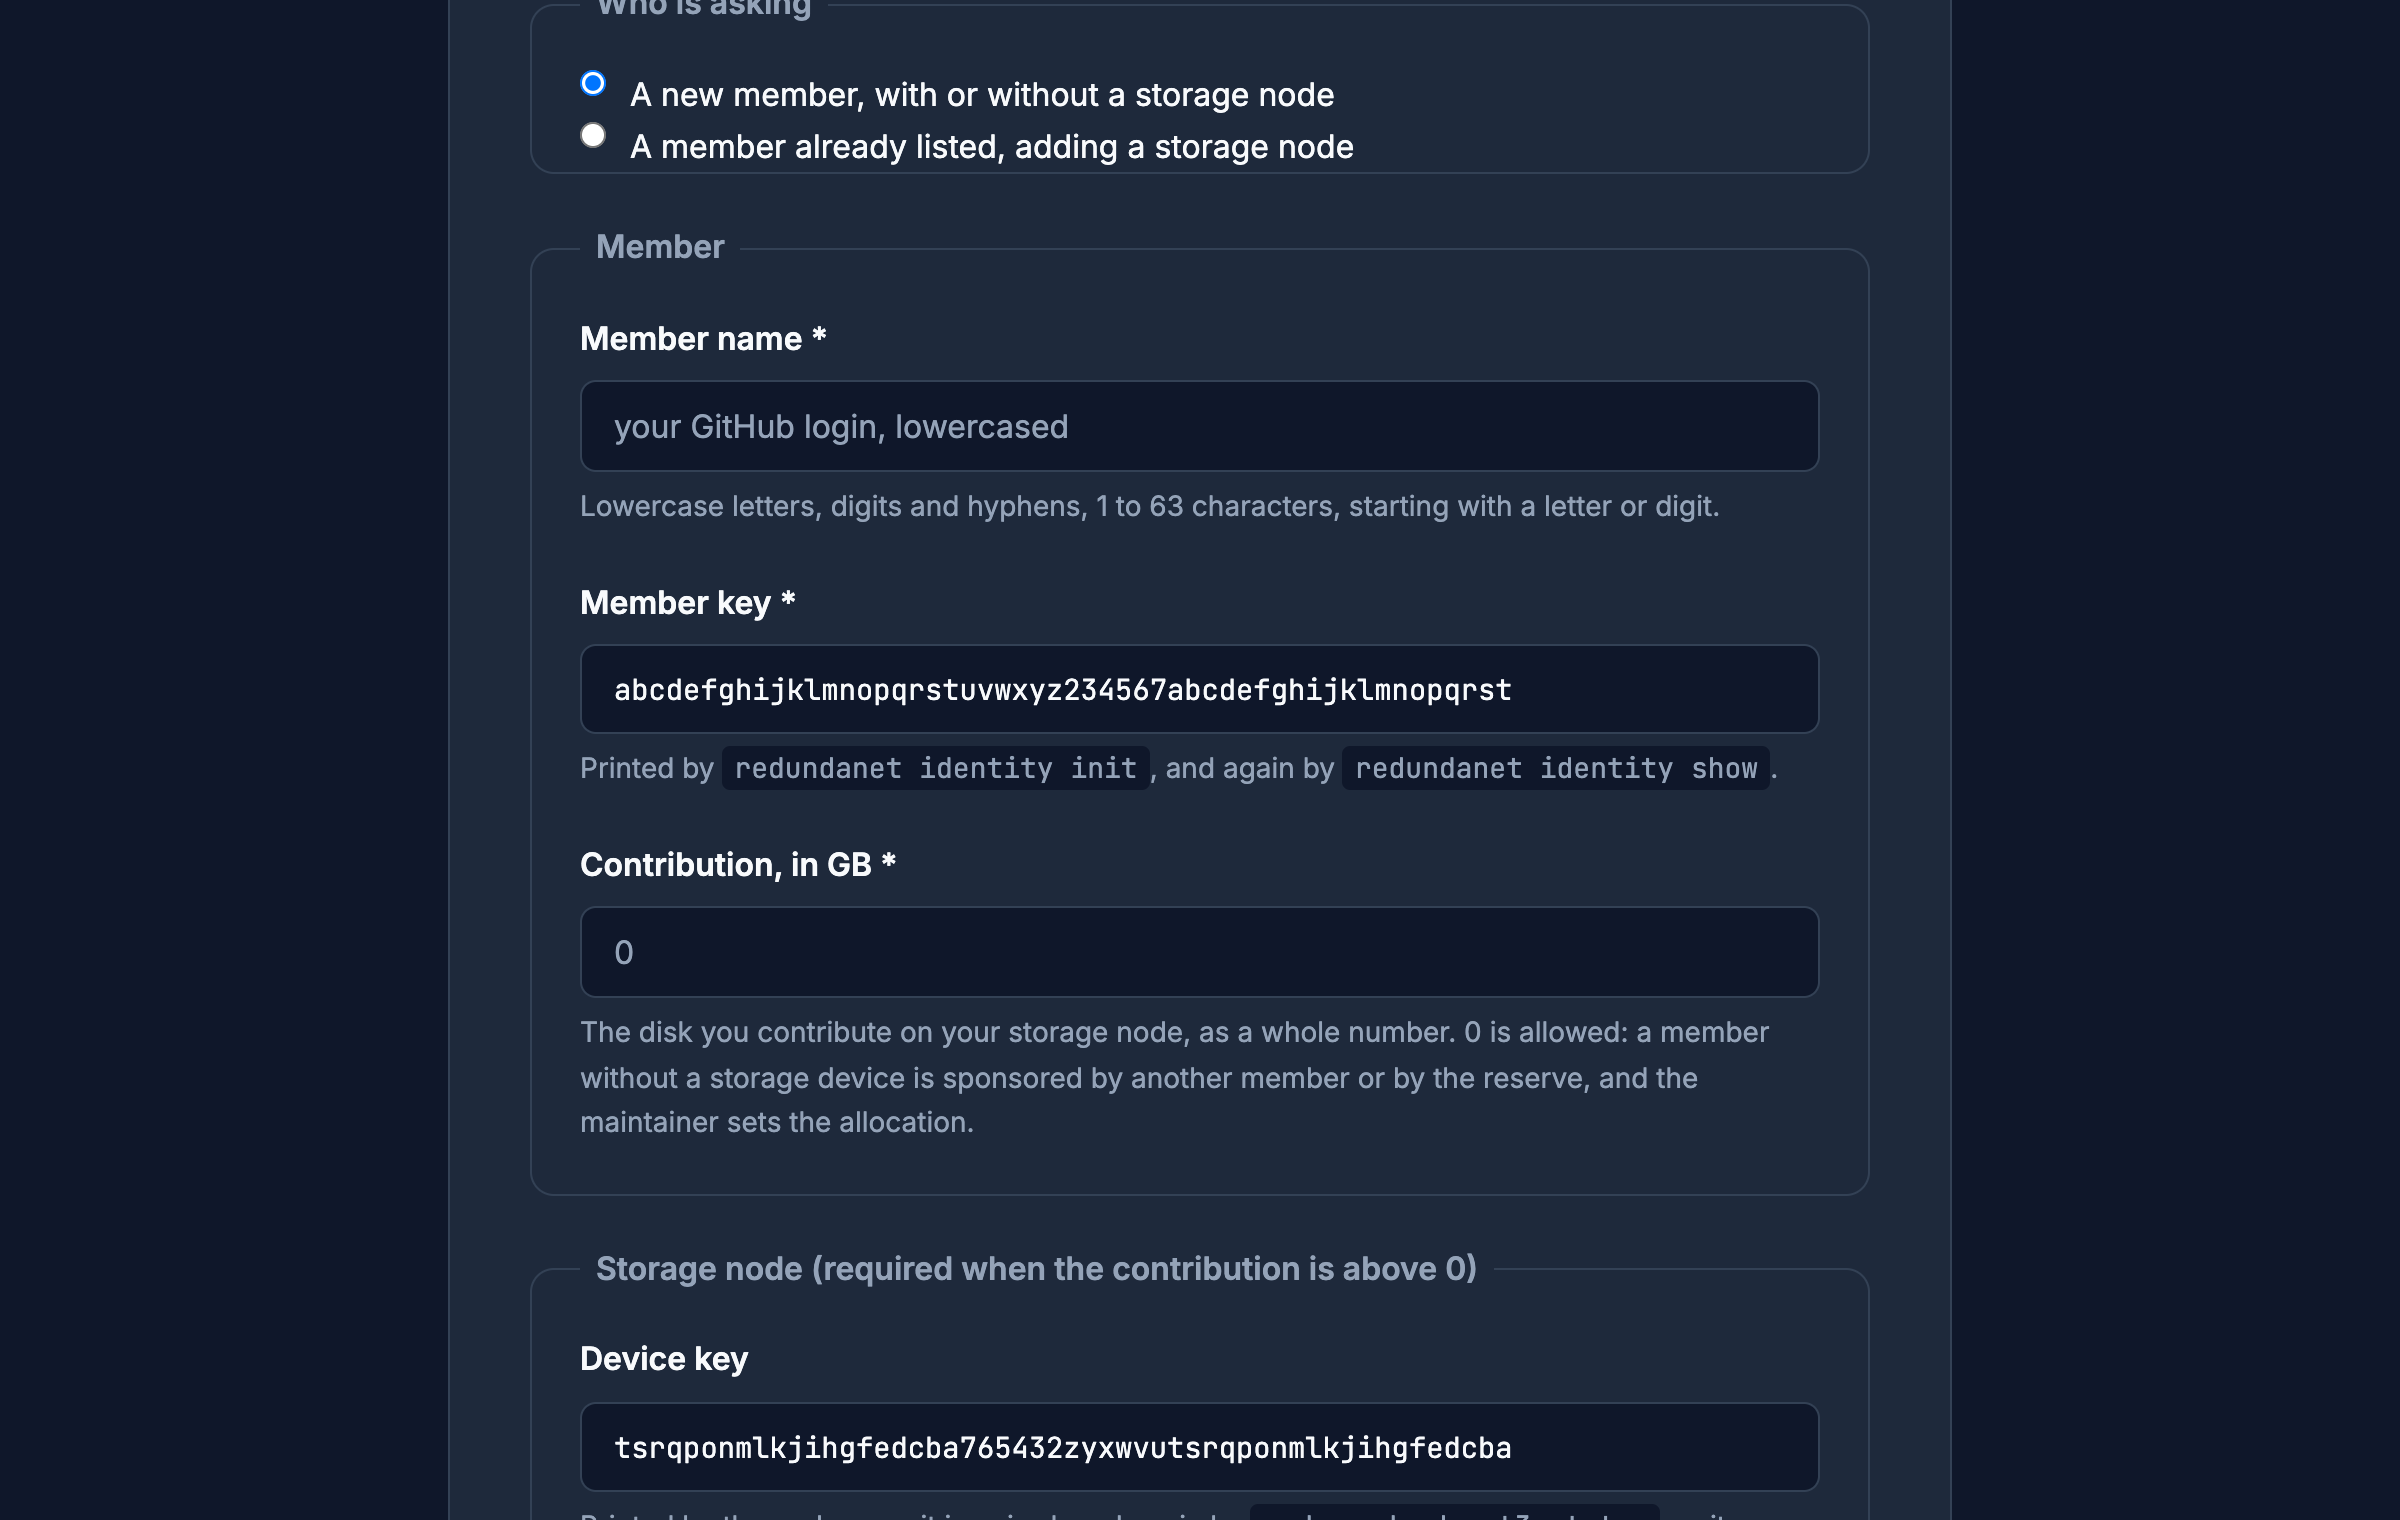 Who is asking
A new member, with or without a storage node
A member already listed, adding a storage node
Member
Member name *
your GitHub login, lowercased
Lowercase letters, digits and hyphens, 1 to 63 characters, starting with a letter or digit.
Member key *
abcdefghijklmnopqrstuvwxyz234567abcdefghijklmnopqrst
Printed by redundanet identity init, and again by redundanet identity show.
Contribution, in GB *
0
The disk you contribute on your storage node, as a whole number. 0 is allowed: a member
without a storage device is sponsored by another member or by the reserve, and the
maintainer sets the allocation.
Storage node (required when the contribution is above 0)
Device key
tsrqponmlkjihgfedcba765432zyxwvutsrqponmlkjihgfedcba